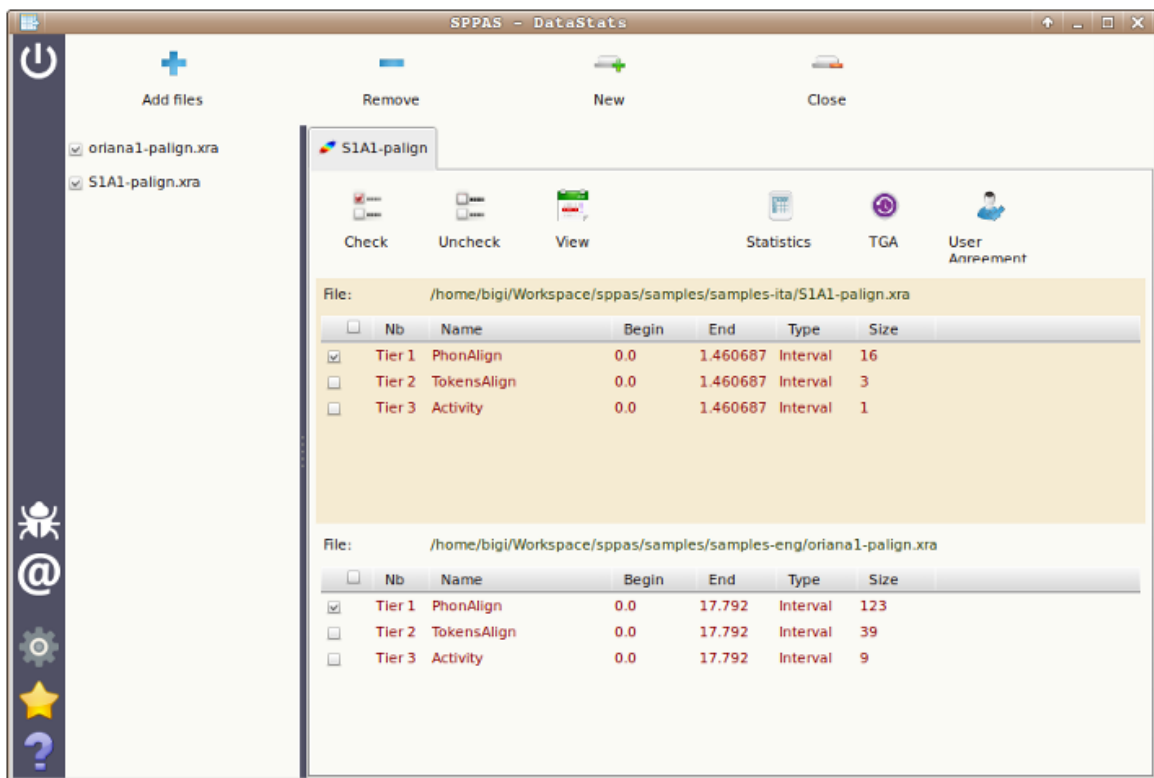 SPPAS - DataStats
Add files Remove New Close
oriana1-palign.xra
S1A1-palign.xra
S1A1-palign
Check Uncheck View Statistics TGA User Agreement
File: /home/bigi/Workspace/sppas/samples/samples-ita/S1A1-palign.xra
Nb Name Begin End Type Size
Tier 1 PhonAlign 0.0 1.460687 Interval 16
Tier 2 TokensAlign 0.0 1.460687 Interval 3
Tier 3 Activity 0.0 1.460687 Interval 1
File: /home/bigi/Workspace/sppas/samples/samples-eng/oriana1-palign.xra
Nb Name Begin End Type Size
Tier 1 PhonAlign 0.0 17.792 Interval 123
Tier 2 TokensAlign 0.0 17.792 Interval 39
Tier 3 Activity 0.0 17.792 Interval 9
@
?